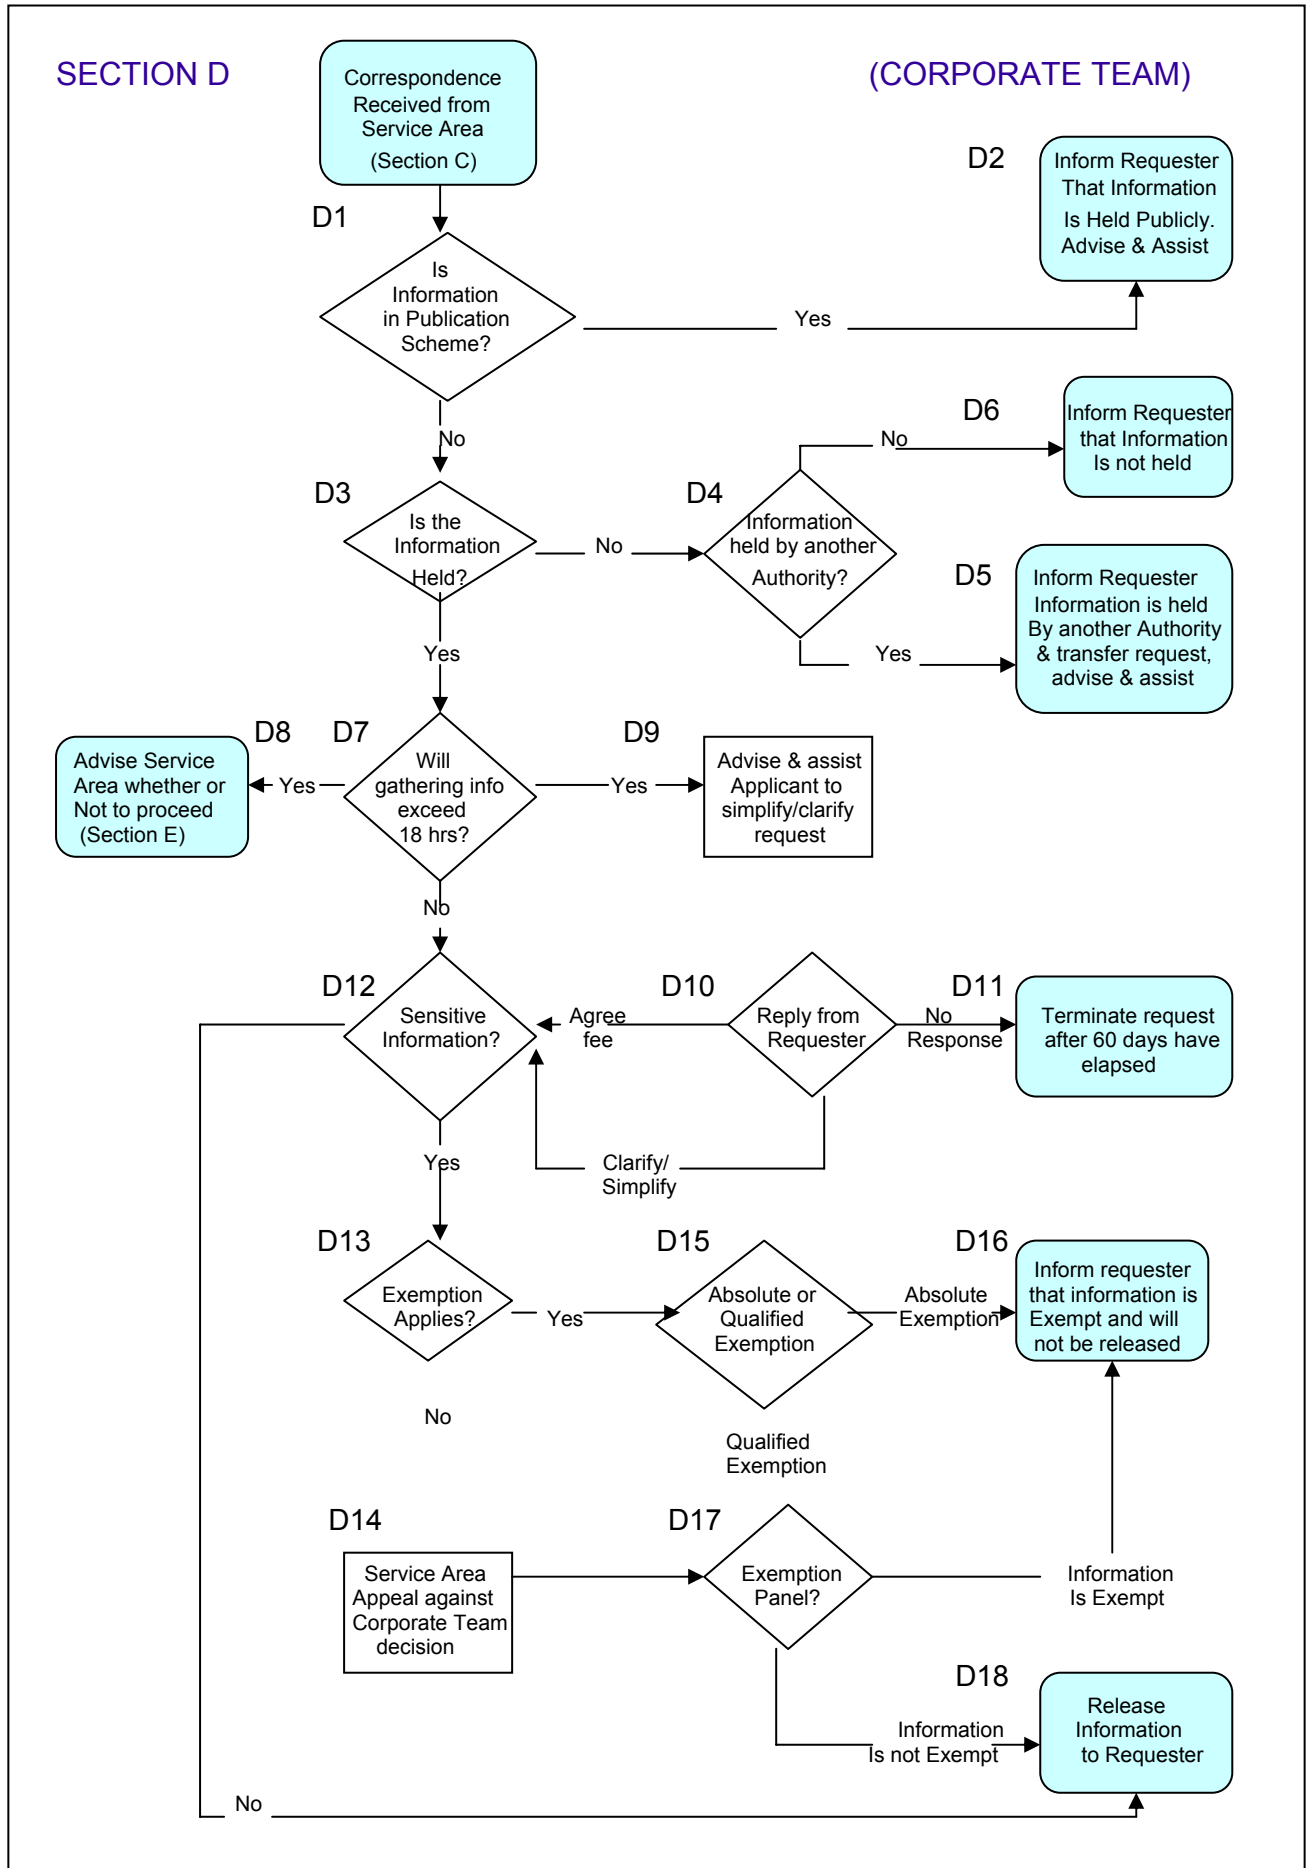 SECTION D
(CORPORATE TEAM)
Correspondence
Received from
Service Area
(Section C)
D1
Is
Information
in Publication
Scheme?
Yes
D2
Inform Requester
That Information
Is Held Publicly.
Advise & Assist
No
D3
Is the
Information
Held?
No
D4
Information
held by another
Authority?
No
D6
Inform Requester
that Information
Is not held
Yes
D5
Inform Requester
Information is held
By another Authority
& transfer request,
advise & assist
Yes
D7
Will
gathering info
exceed
18 hrs?
Yes
D8
Advise Service
Area whether or
Not to proceed
(Section E)
Yes
D9
Advise & assist
Applicant to
simplify/clarify
request
No
D12
Sensitive
Information?
Agree
fee
D10
Reply from
Requester
No
Response
D11
Terminate request
after 60 days have
elapsed
Clarify/
Simplify
Yes
D13
Exemption
Applies?
Yes
D15
Absolute or
Qualified
Exemption
Absolute
Exemption
D16
Inform requester
that information is
Exempt and will
not be released
No
Qualified
Exemption
D14
Service Area
Appeal against
Corporate Team
decision
D17
Exemption
Panel?
Information
Is Exempt
Information
Is not Exempt
D18
Release
Information
to Requester
No